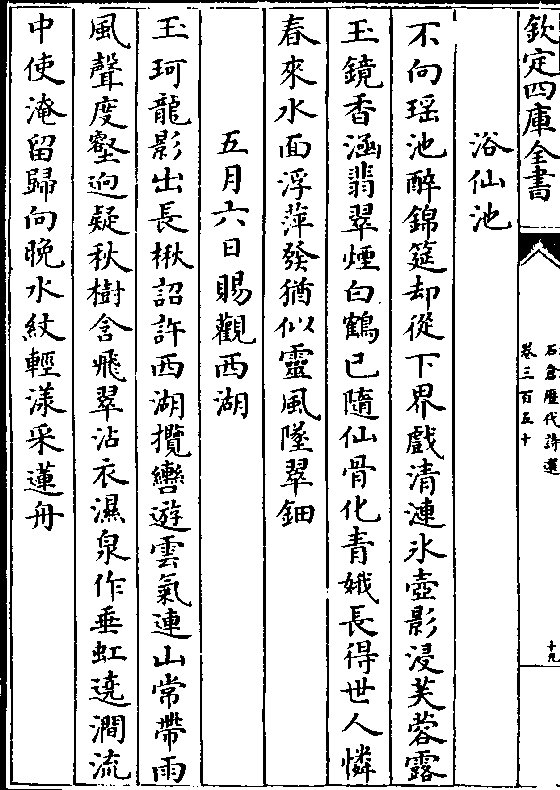 欽定四庫全書
石倉歷代詩選
卷三百五十
十九
浴仙池
不向瑶池醉錦筵却從下界戲清漣氷壺影浸芙蓉露
玉鏡香涵翡翠煙白鶴已隨仙骨化青娥長得世人憐
春來水面浮萍發猶似靈風墜翠鈿
五月六日賜觀西湖
玉珂龍影出長楸詔許西湖攬轡遊雲氣連山常帶雨
風聲度壑迥疑秋樹含飛翠沾衣濕泉作垂虹遶澗流
中使淹留歸向晚水紋輕漾采蓮舟